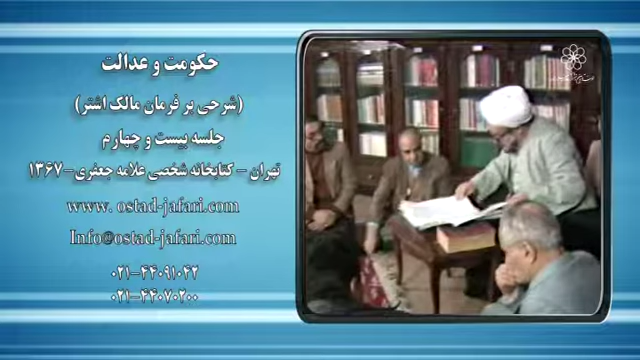 حکومت و عدالت
(شرحی بر فرمان مالک اشتر)
جلسه بیست و چهارم
تهران - کتابخانه شخصی علامه جعفری-۱۳۶۷
www. ostad-jafari.com
Info@ostad-jafari.com
۰۲۱-۴۴۰۹۱۰۴۲
۰۲۱-۴۴۰۷۰۲۰۰